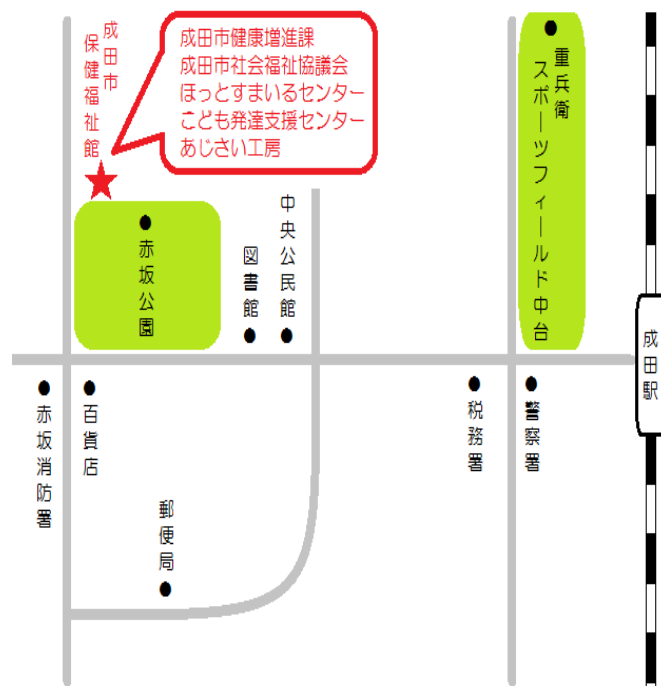 成田市
保健福祉館
成田市健康増進課
成田市社会福祉協議会
ほっとすまいるセンター
こども発達支援センター
あじさい工房
重兵衛
スポーツフィールド中台
赤坂公園
図書館
中央公民館
成田駅
赤坂消防署
百貨店
税務署
警察署
郵便局